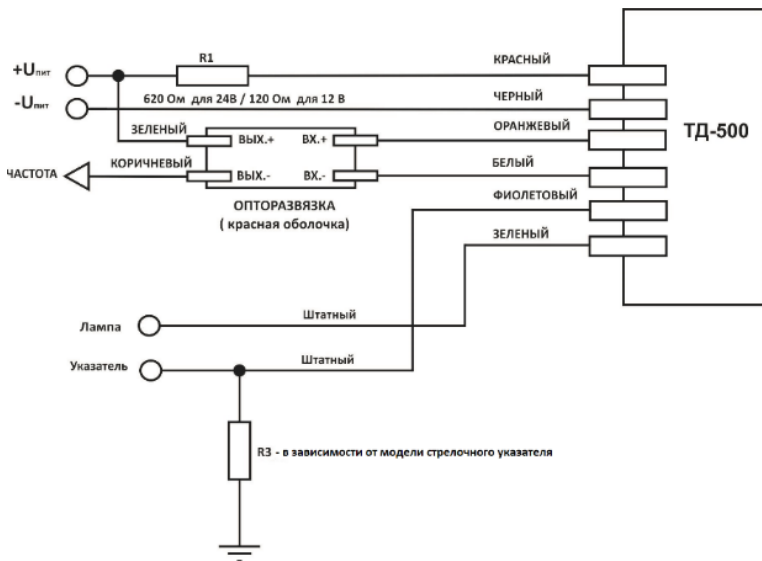 R1
КРАСНЫЙ
+Uпит
-Uпит
620 Ом для 24В / 120 Ом для 12 В
ЧЕРНЫЙ
ЗЕЛЕНЫЙ
ОРАНЖЕВЫЙ
ТД-500
ВЫХ.+
ВХ.+
КОРИЧНЕВЫЙ
БЕЛЫЙ
ЧАСТОТА
ВЫХ.-
ВХ.-
ФИОЛЕТОВЫЙ
ОПТОРАЗВЯЗКА
( красная оболочка)
ЗЕЛЕНЫЙ
Штатный
Лампа
Штатный
Указатель
R3 - в зависимости от модели стрелочного указателя